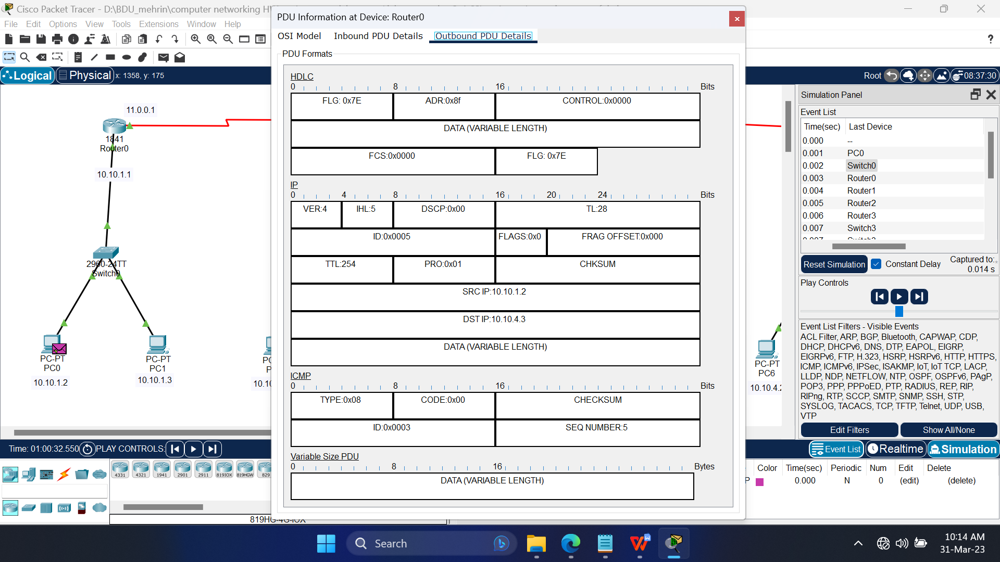 Cisco Packet Tracer - D:\BDU_mehrin\computer networking HW
File Edit Options View Tools Extensions Window Help
Logical Physical x: 1358, y: 175
11.0.0.1
1841
Router0
10.10.1.1
2960-24TT
Switch0
PC-PT
PC0
10.10.1.2
PC-PT
PC1
10.10.1.3
PC
P
10.10
PDU Information at Device: Router0
OSI Model Inbound PDU Details Outbound PDU Details
PDU Formats
HDLC
0 8 16 Bits
FLG: 0x7E ADR:0x8f CONTROL:0x0000
DATA (VARIABLE LENGTH)
FCS:0x0000 FLG: 0x7E
IP
0 4 8 16 20 24 Bits
VER:4 IHL:5 DSCP:0x00 TL:28
ID:0x0005 FLAGS:0x0 FRAG OFFSET:0x000
TTL:254 PRO:0x01 CHKSUM
SRC IP:10.10.1.2
DST IP:10.10.4.3
DATA (VARIABLE LENGTH)
ICMP
0 8 16 Bits
TYPE:0x08 CODE:0x00 CHECKSUM
ID:0x0003 SEQ NUMBER:5
Variable Size PDU
0 8 16 Bytes
DATA (VARIABLE LENGTH)
?
Root 08:37:30
PC-PT
PC6
10.10.4.2
Simulation Panel
Event List
Time(sec) Last Device
0.000 --
0.001 PC0
0.002 Switch0
0.003 Router0
0.004 Router1
0.005 Router2
0.006 Router3
0.007 Switch3
Reset Simulation Constant Delay Captured to:
0.014 s
Play Controls
Event List Filters - Visible Events
ACL Filter, ARP, BGP, Bluetooth, CAPWAP, CDP,
DHCP, DHCPv6, DNS, DTP, EAPOL, EIGRP,
EIGRPv6, FTP, H.323, HSRP, HSRPv6, HTTP, HTTPS,
ICMP, ICMPv6, IPSec, ISAKMP, IoT, IoT TCP, LACP,
LLDP, NDP, NETFLOW, NTP, OSPF, OSPFv6, PAgP,
POP3, PPP, PPPoED, PTP, RADIUS, REP, RIP,
RIPng, RTP, SCCP, SMTP, SNMP, SSH, STP,
SYSLOG, TACACS, TCP, TFTP, Telnet, UDP, USB,
VTP
Edit Filters Show All/None
Time: 01:00:32.550 PLAY CONTROLS:
Event List Realtime Simulation
4331 4321 1941 2901 2911 819IOX 819HGW 829
819HG-4G-IOX
Color Time(sec) Periodic Num Edit Delete
P 0.000 N 0 (edit) (delete)
Search
10:14 AM
31-Mar-23